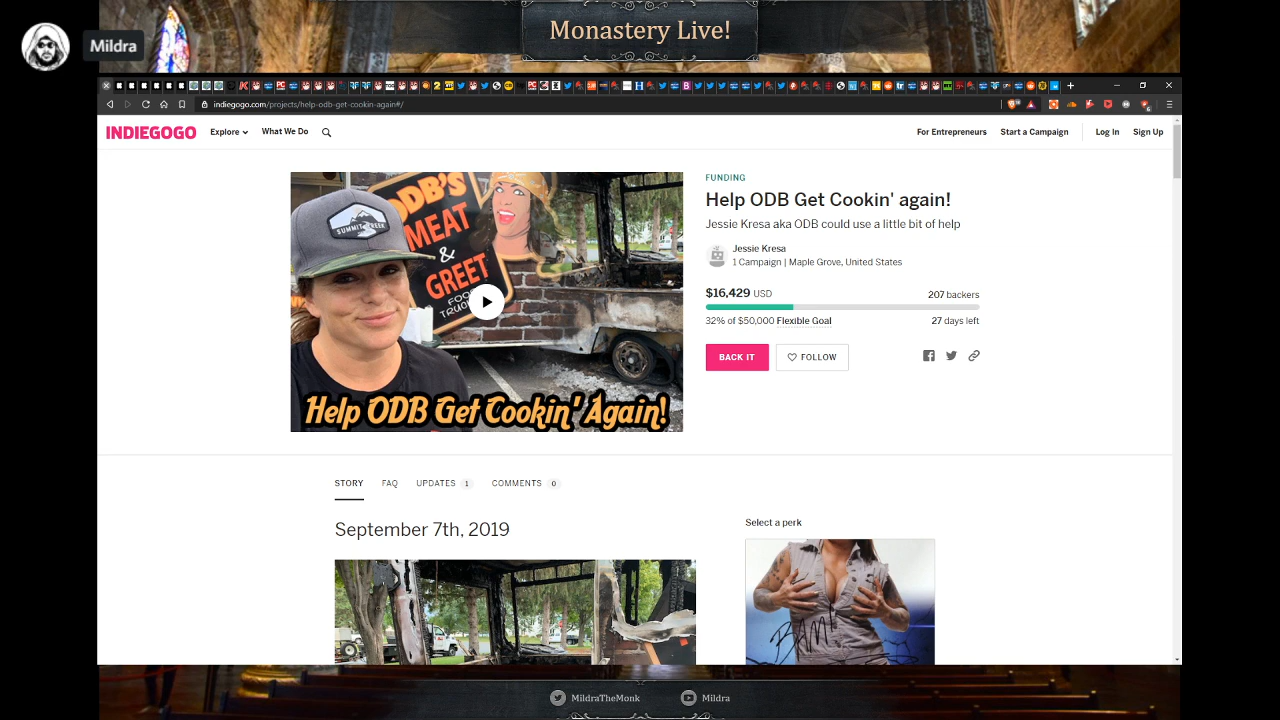 Monastery Live!
Mildra
indiegogo.com/projects/help-odb-get-cookin-again#/
INDIEGOGO
Explore
What We Do
For Entrepreneurs
Start a Campaign
Log In
Sign Up
ODB'S
MEAT
&
GREET
FOOD
TRUCK
SUMMIT CREEK
Help ODB Get Cookin' Again!
FUNDING
Help ODB Get Cookin' again!
Jessie Kresa aka ODB could use a little bit of help
Jessie Kresa
1 Campaign | Maple Grove, United States
$16,429 USD
207 backers
32% of $50,000 Flexible Goal
27 days left
BACK IT
FOLLOW
STORY
FAQ
UPDATES 1
COMMENTS 0
September 7th, 2019
Select a perk
BAM!
MildraTheMonk
Mildra